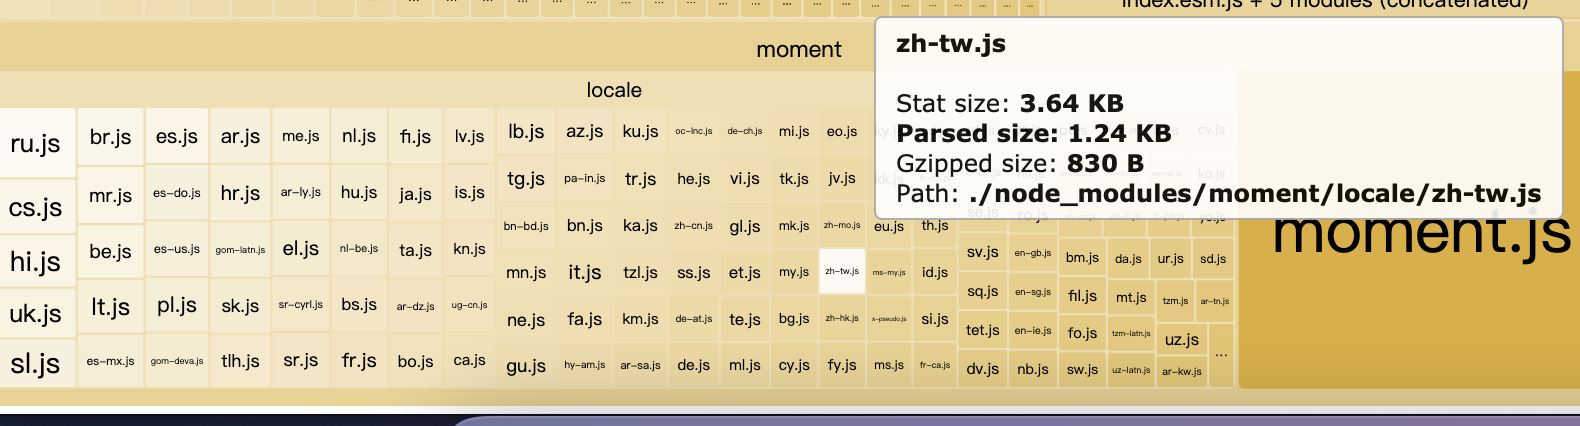 index.esm.js + 5 modules (concatenated)
moment
locale
zh-tw.js
Stat size: 3.64 KB
Parsed size: 1.24 KB
Gzipped size: 830 B
Path: ./node_modules/moment/locale/zh-tw.js
moment.js
ru.js
cs.js
hi.js
uk.js
sl.js
br.js
mr.js
be.js
lt.js
es-mx.js
es.js
es-do.js
es-us.js
pl.js
gom-deva.js
ar.js
hr.js
gom-latn.js
sk.js
tlh.js
me.js
ar-ly.js
el.js
sr-cyrl.js
sr.js
nl.js
hu.js
nl-be.js
bs.js
fr.js
fi.js
ja.js
ta.js
ar-dz.js
bo.js
lv.js
is.js
kn.js
ug-cn.js
ca.js
lb.js
tg.js
bn-bd.js
mn.js
ne.js
gu.js
az.js
pa-in.js
bn.js
it.js
fa.js
hy-am.js
ku.js
tr.js
ka.js
tzl.js
km.js
ar-sa.js
oc-lnc.js
he.js
zh-cn.js
ss.js
de-at.js
de.js
de-ch.js
vi.js
gl.js
et.js
te.js
ml.js
mi.js
tk.js
mk.js
my.js
bg.js
cy.js
eo.js
jv.js
zh-mo.js
zh-tw.js
zh-hk.js
fy.js
ky.js
kk.js
eu.js
ms-my.js
x-pseudo.js
ms.js
th.js
id.js
si.js
fr-ca.js
se.js
sv.js
sq.js
tet.js
dv.js
ro.js
en-gb.js
en-sg.js
en-ie.js
nb.js
bm.js
fil.js
fo.js
sw.js
da.js
mt.js
tzm-latn.js
uz-latn.js
ur.js
tzm.js
uz.js
ar-kw.js
cv.js
ko.js
yo.js
sd.js
ar-tn.js
...